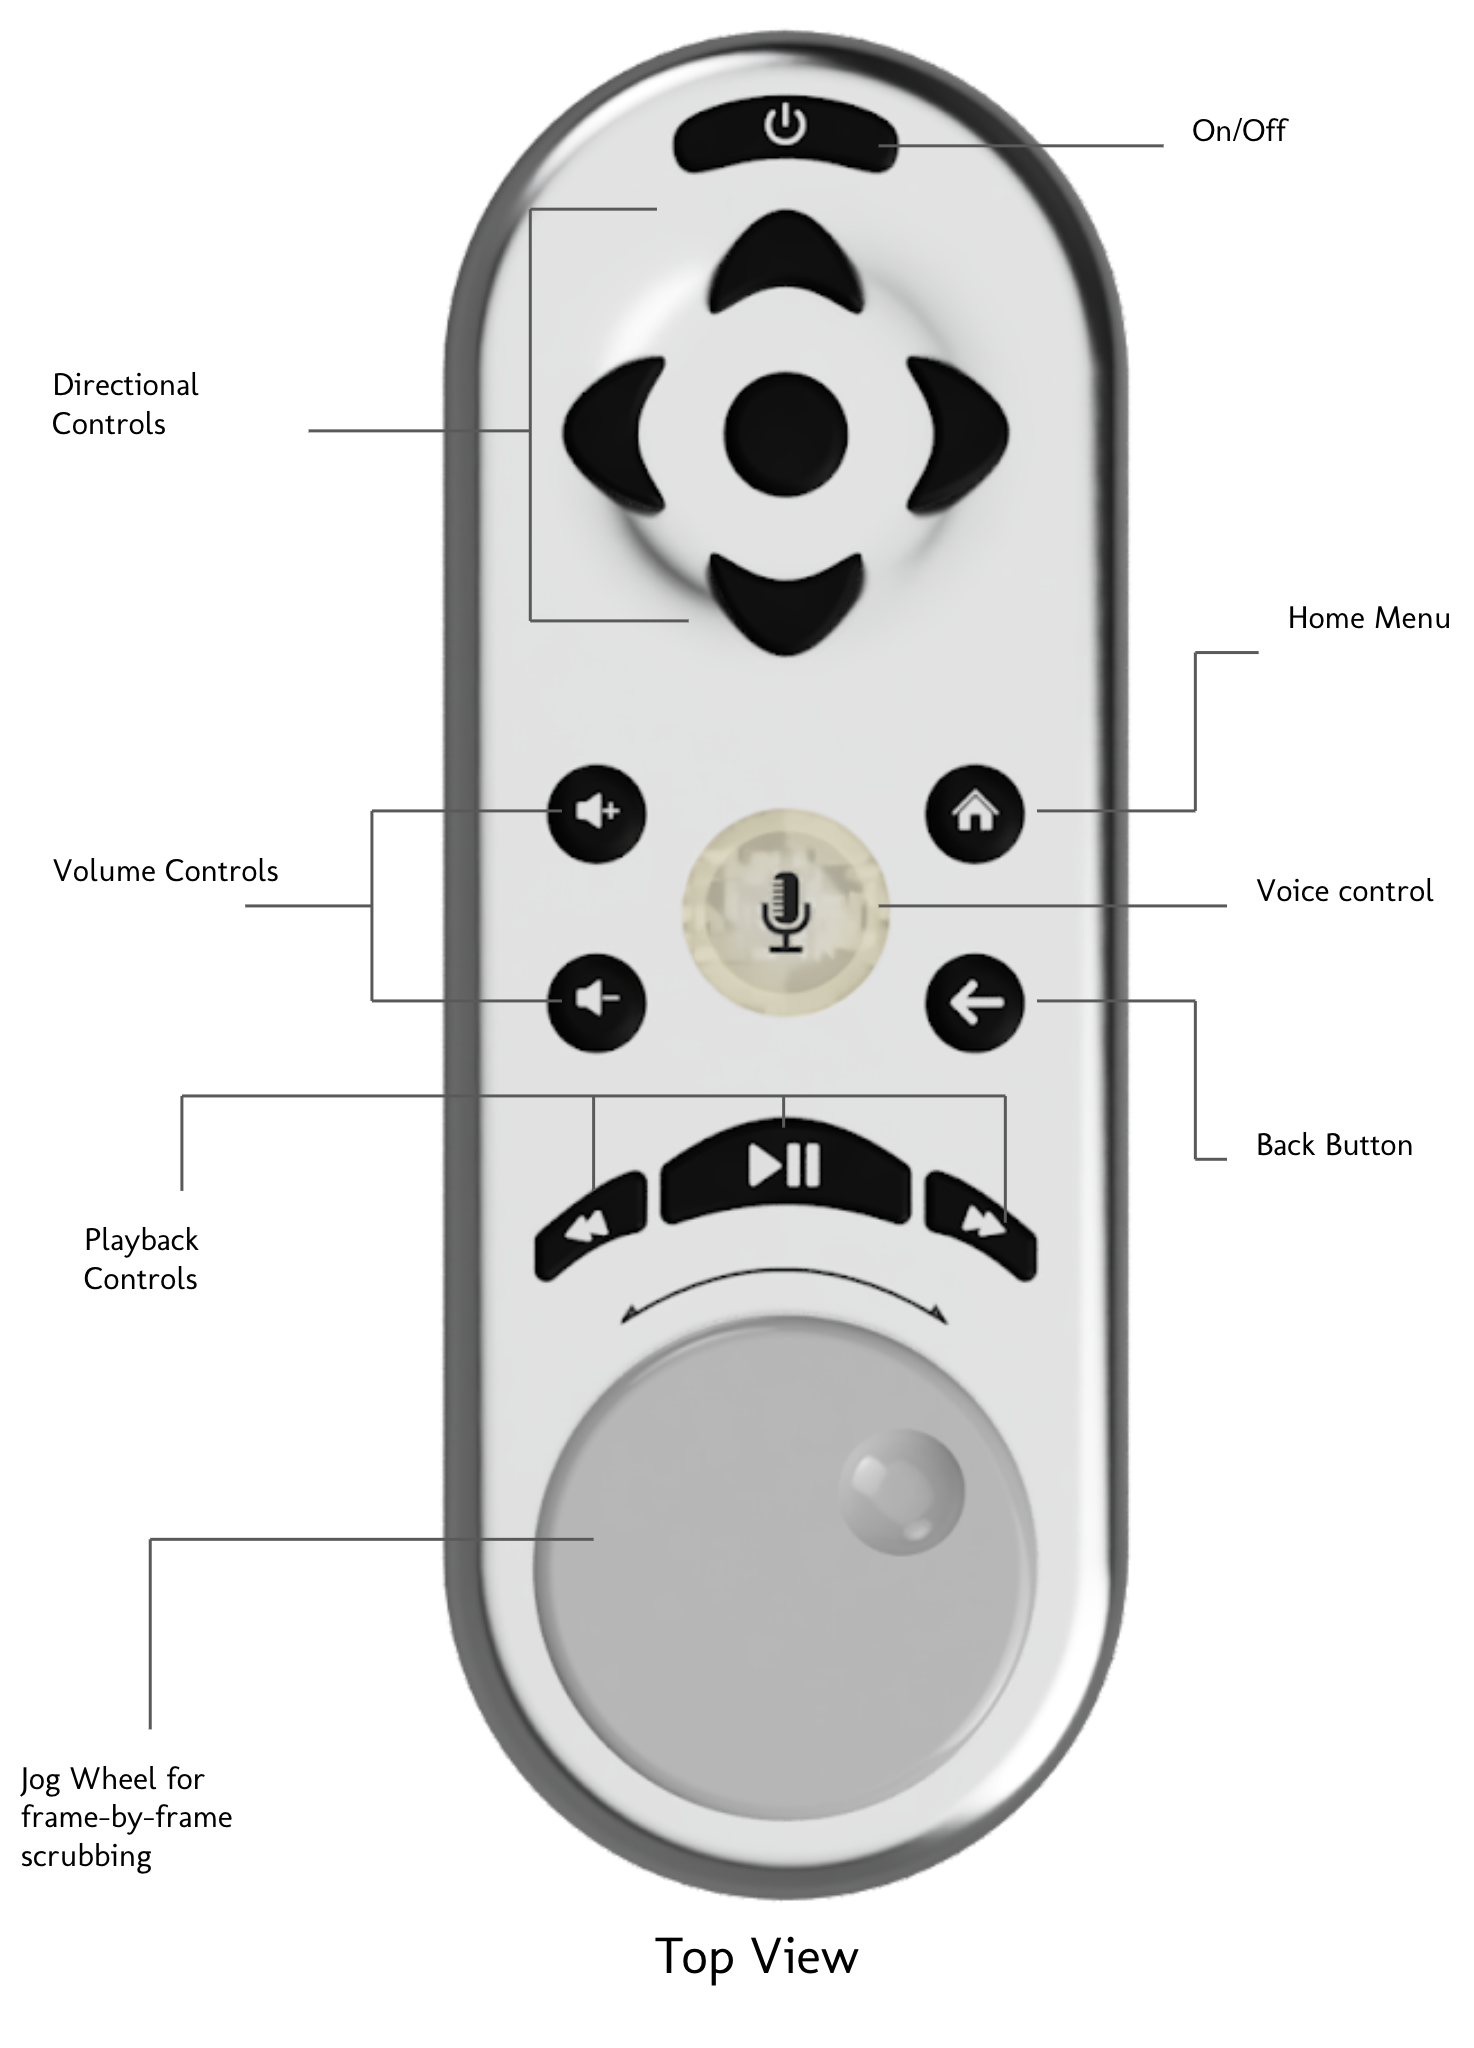 On/Off
Directional
Controls
Home Menu
Volume Controls
Voice control
Back Button
Playback
Controls
Jog Wheel for
frame-by-frame
scrubbing
Top View